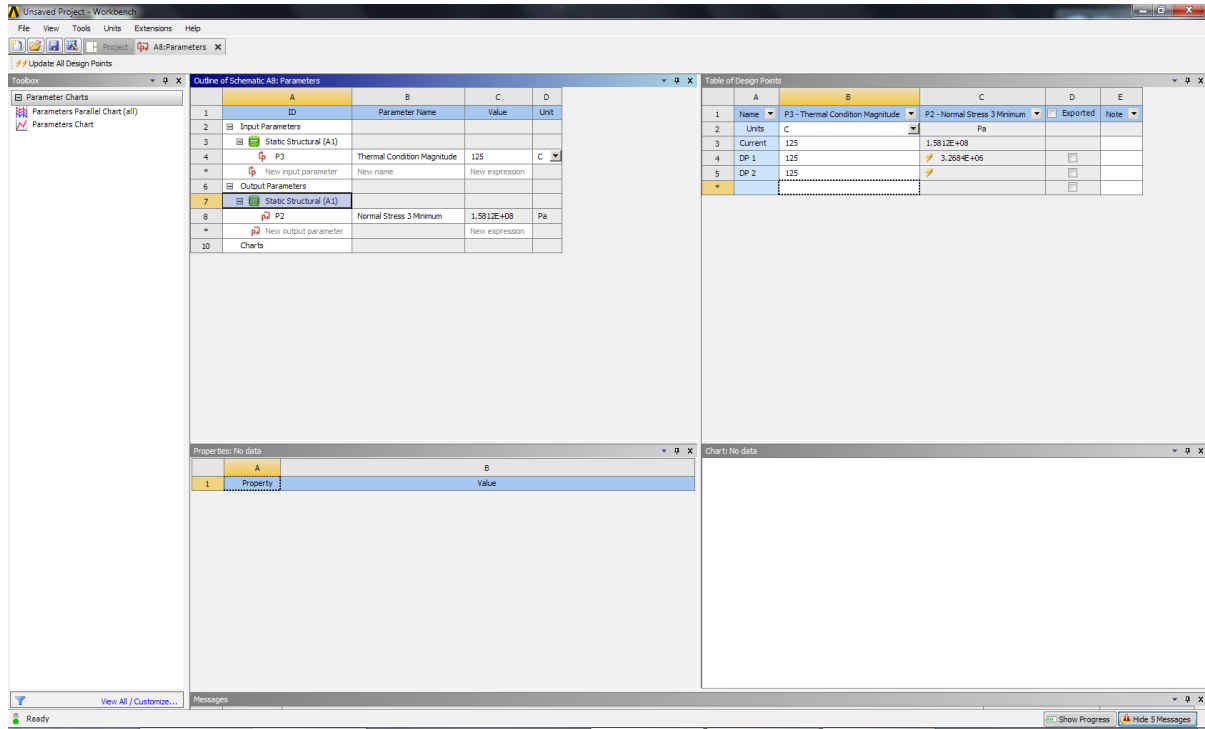 Unsaved Project - Workbench
File View Tools Units Extensions Help
Project A8:Parameters
Update All Design Points
Toolbox
Parameter Charts
Parameters Parallel Chart (all)
Parameters Chart
View All / Customize...
Outline of Schematic A8: Parameters
A B C D
1 ID Parameter Name Value Unit
2 Input Parameters
3 Static Structural (A1)
4 P3 Thermal Condition Magnitude 125 C
* New input parameter New name New expression
6 Output Parameters
7 Static Structural (A1)
8 P2 Normal Stress 3 Minimum 1.5812E+08 Pa
* New output parameter New expression
10 Charts
Table of Design Points
A B C D E
1 Name P3 - Thermal Condition Magnitude P2 - Normal Stress 3 Minimum Exported Note
2 Units C Pa
3 Current 125 1.5812E+08
4 DP 1 125 3.2684E+06
5 DP 2 125
*
Properties: No data
A B
1 Property Value
Chart: No data
Messages
Ready
Show Progress Hide 5 Messages